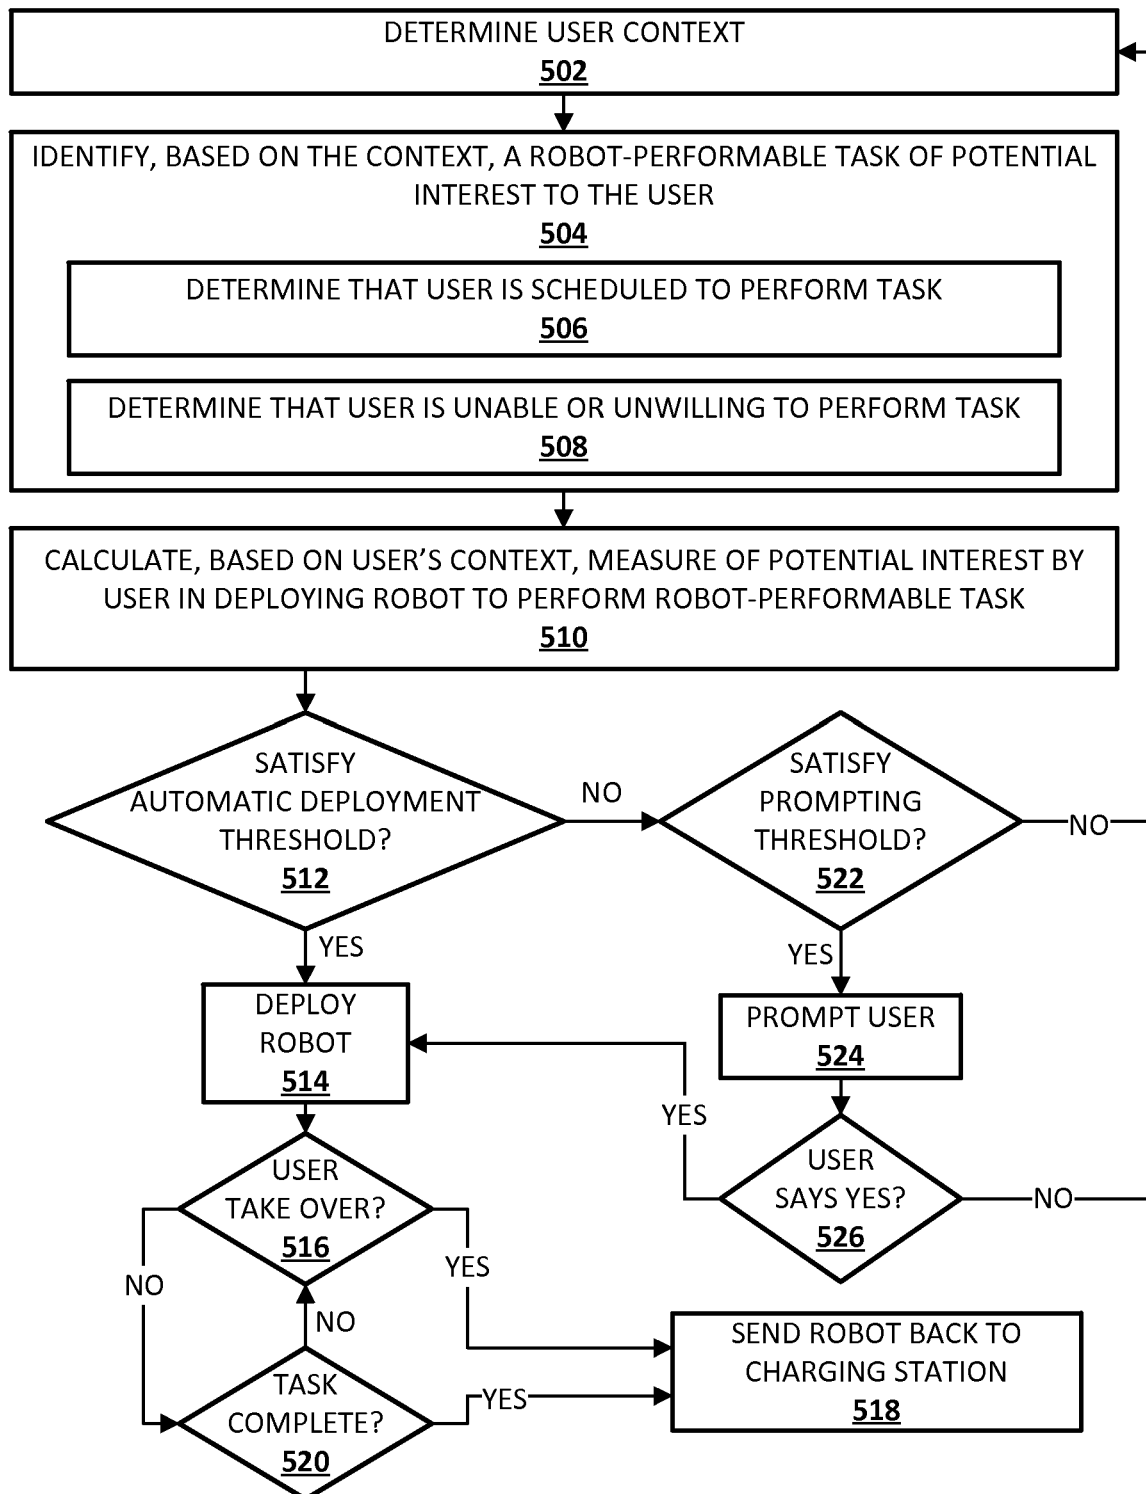 DETERMINE USER CONTEXT
502
IDENTIFY, BASED ON THE CONTEXT, A ROBOT-PERFORMABLE TASK OF POTENTIAL
INTEREST TO THE USER
504
DETERMINE THAT USER IS SCHEDULED TO PERFORM TASK
506
DETERMINE THAT USER IS UNABLE OR UNWILLING TO PERFORM TASK
508
CALCULATE, BASED ON USER’S CONTEXT, MEASURE OF POTENTIAL INTEREST BY
USER IN DEPLOYING ROBOT TO PERFORM ROBOT-PERFORMABLE TASK
510
SATISFY
AUTOMATIC DEPLOYMENT
THRESHOLD?
512
NO
SATISFY
PROMPTING
THRESHOLD?
522
NO
YES
YES
DEPLOY
ROBOT
514
PROMPT USER
524
YES
USER
TAKE OVER?
516
USER
SAYS YES?
526
NO
NO
YES
NO
TASK
COMPLETE?
520
YES
SEND ROBOT BACK TO
CHARGING STATION
518